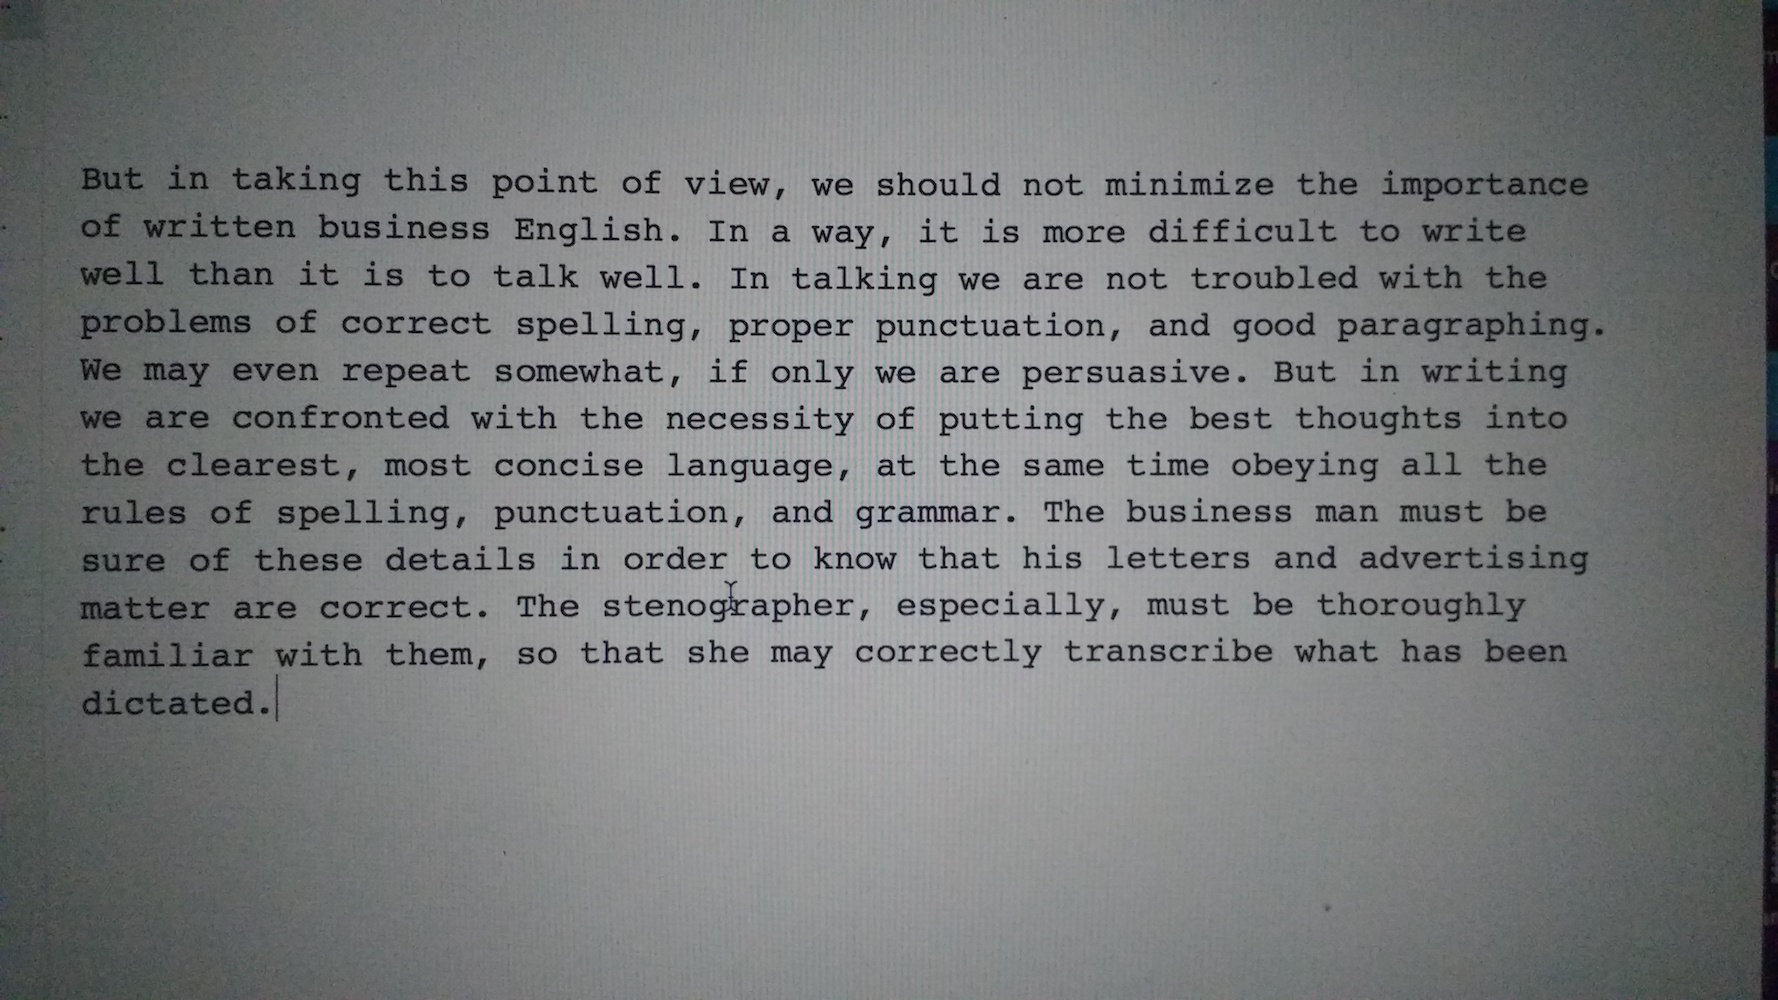 But in taking this point of view, we should not minimize the importance
of written business English. In a way, it is more difficult to write
well than it is to talk well. In talking we are not troubled with the
problems of correct spelling, proper punctuation, and good paragraphing.
We may even repeat somewhat, if only we are persuasive. But in writing
we are confronted with the necessity of putting the best thoughts into
the clearest, most concise language, at the same time obeying all the
rules of spelling, punctuation, and grammar. The business man must be
sure of these details in order to know that his letters and advertising
matter are correct. The stenographer, especially, must be thoroughly
familiar with them, so that she may correctly transcribe what has been
dictated.